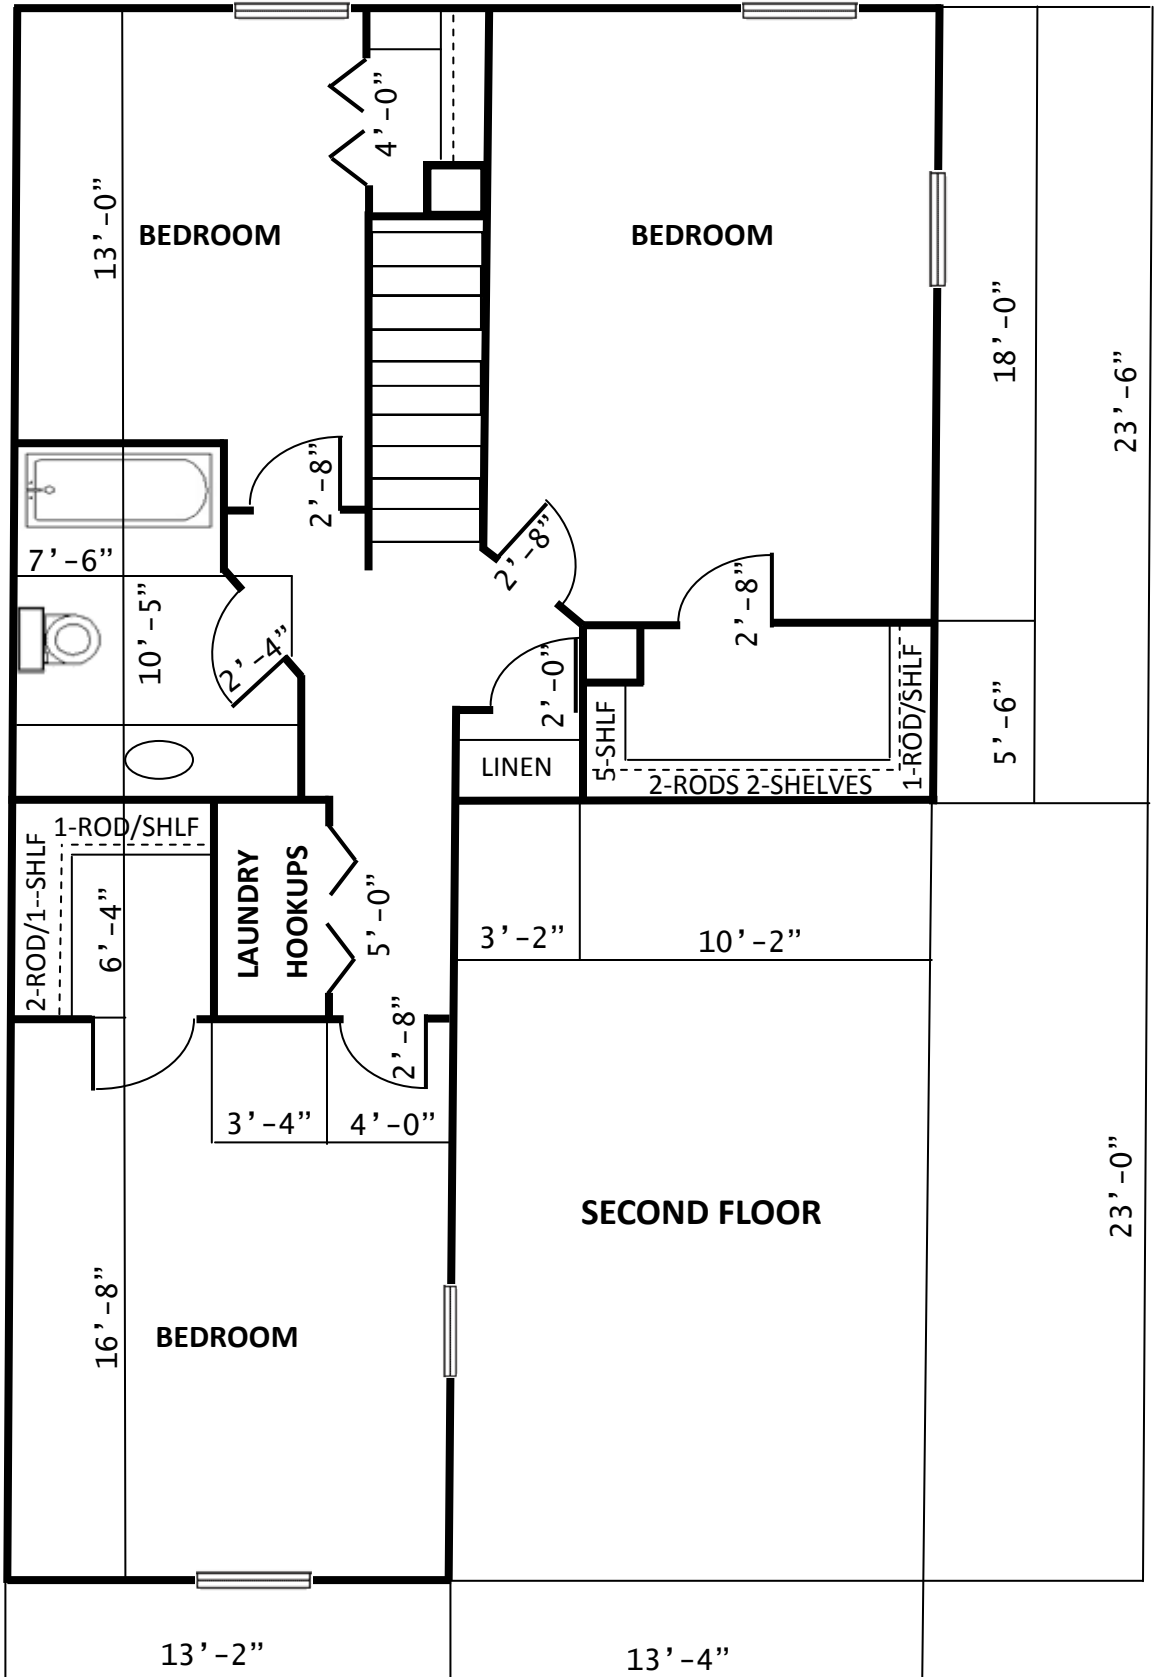 4’-0”
13’-0”
BEDROOM
BEDROOM
18’-0”
23’-6”
2’-8”
2’-8”
7’-6”
2’-8”
10’-5”
2’-4”
2’-0”
5-SHLF
1-ROD/SHLF
5’-6”
LINEN
2-RODS 2-SHELVES
1-ROD/SHLF
2-ROD/1--SHLF
6’-4”
LAUNDRY
HOOKUPS
5’-0”
3’-2”
10’-2”
2’-8”
3’-4”
4’-0”
23’-0”
SECOND FLOOR
16’-8”
BEDROOM
13’-2”
13’-4”